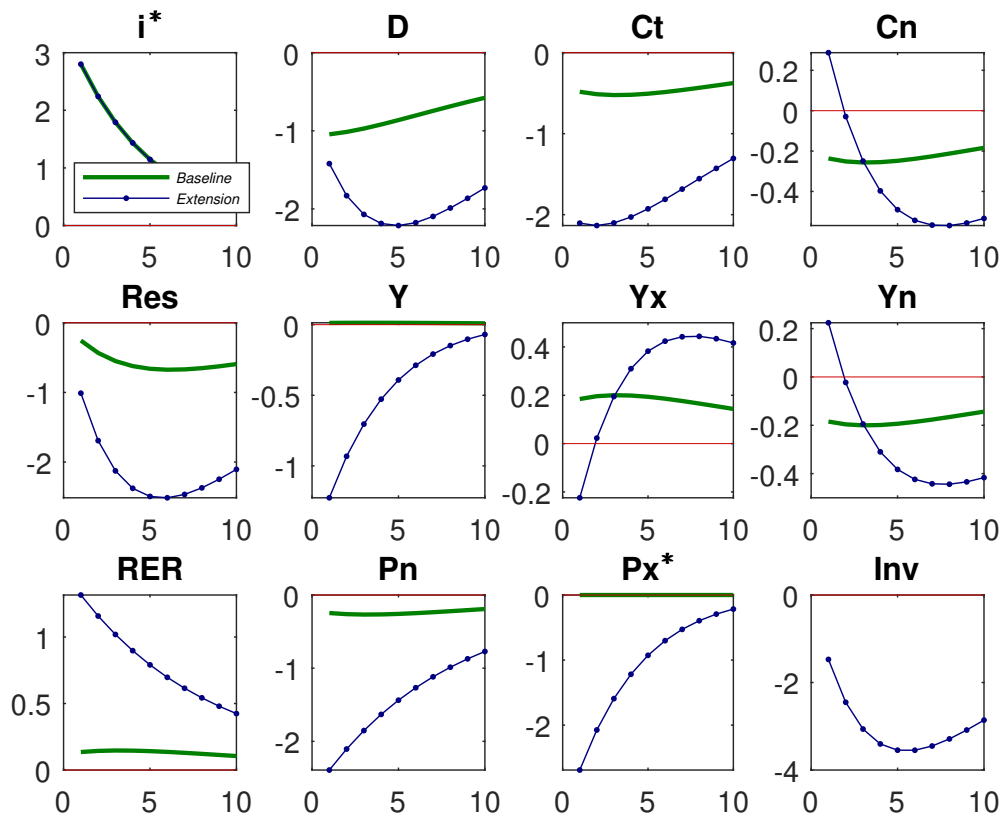 i* D Ct Cn
3 0 0 0.2
2 -1 -1 0
1 -0.2
Baseline
Extension
0 -2 -2 -0.4
0 5 10 0 5 10 0 5 10 0 5 10
Res Y Yx Yn
0 0 0.4 0.2
-1 -0.5 0.2 0
-2 -1 0 -0.2
-0.2 -0.4
0 5 10 0 5 10 0 5 10 0 5 10
RER Pn Px* Inv
1 0 0 0
0.5 -1 -1 -2
0 -2 -2 -4
0 5 10 0 5 10 0 5 10 0 5 10